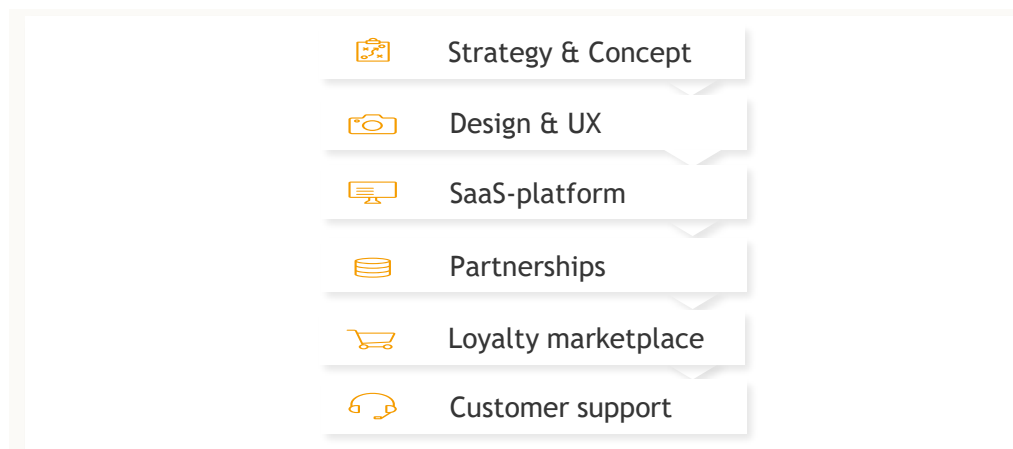 Strategy & Concept
Design & UX
SaaS-platform
Partnerships
Loyalty marketplace
Customer support